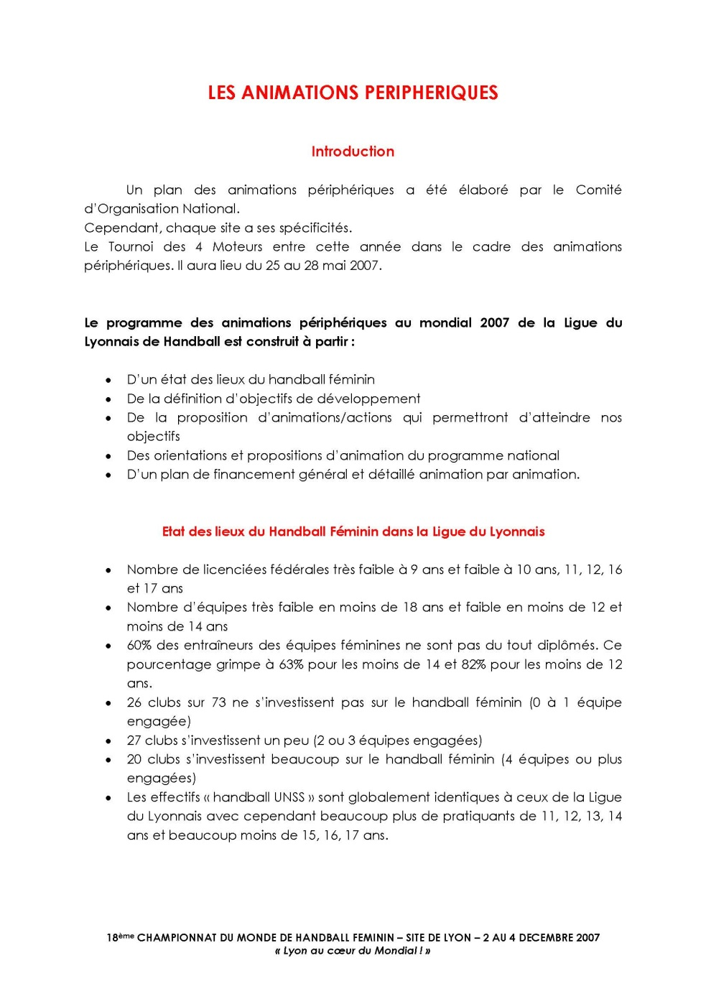 LES ANIMATIONS PERIPHERIQUES
Introduction
Un plan des animations périphériques a été élaboré par le Comité
d'Organisation National.
Cependant, chaque site a ses spécificités.
Le Tournoi des 4 Moteurs entre cette année dans le cadre des animations
périphériques. Il aura lieu du 25 au 28 mai 2007.
Le programme des animations périphériques au mondial 2007 de la Ligue du
Lyonnais de Handball est construit à partir :
• D'un état des lieux du handball féminin
• De la définition d'objectifs de développement
• De la proposition d'animations/actions qui permettront d'atteindre nos
objectifs
• Des orientations et propositions d'animation du programme national
• D'un plan de financement général et détaillé animation par animation.
Etat des lieux du Handball Féminin dans la Ligue du Lyonnais
• Nombre de licenciées fédérales très faible à 9 ans et faible à 10 ans, 11, 12, 16
et 17 ans
• Nombre d'équipes très faible en moins de 18 ans et faible en moins de 12 et
moins de 14 ans
• 60% des entraîneurs des équipes féminines ne sont pas du tout diplômés. Ce
pourcentage grimpe à 63% pour les moins de 14 et 82% pour les moins de 12
ans.
• 26 clubs sur 73 ne s'investissent pas sur le handball féminin (0 à 1 équipe
engagée)
• 27 clubs s'investissent un peu (2 ou 3 équipes engagées)
• 20 clubs s'investissent beaucoup sur le handball féminin (4 équipes ou plus
engagées)
• Les effectifs « handball UNSS » sont globalement identiques à ceux de la Ligue
du Lyonnais avec cependant beaucoup plus de pratiquants de 11, 12, 13, 14
ans et beaucoup moins de 15, 16, 17 ans.
18ème CHAMPIONNAT DU MONDE DE HANDBALL FEMININ – SITE DE LYON – 2 AU 4 DECEMBRE 2007
« Lyon au cœur du Mondial ! »